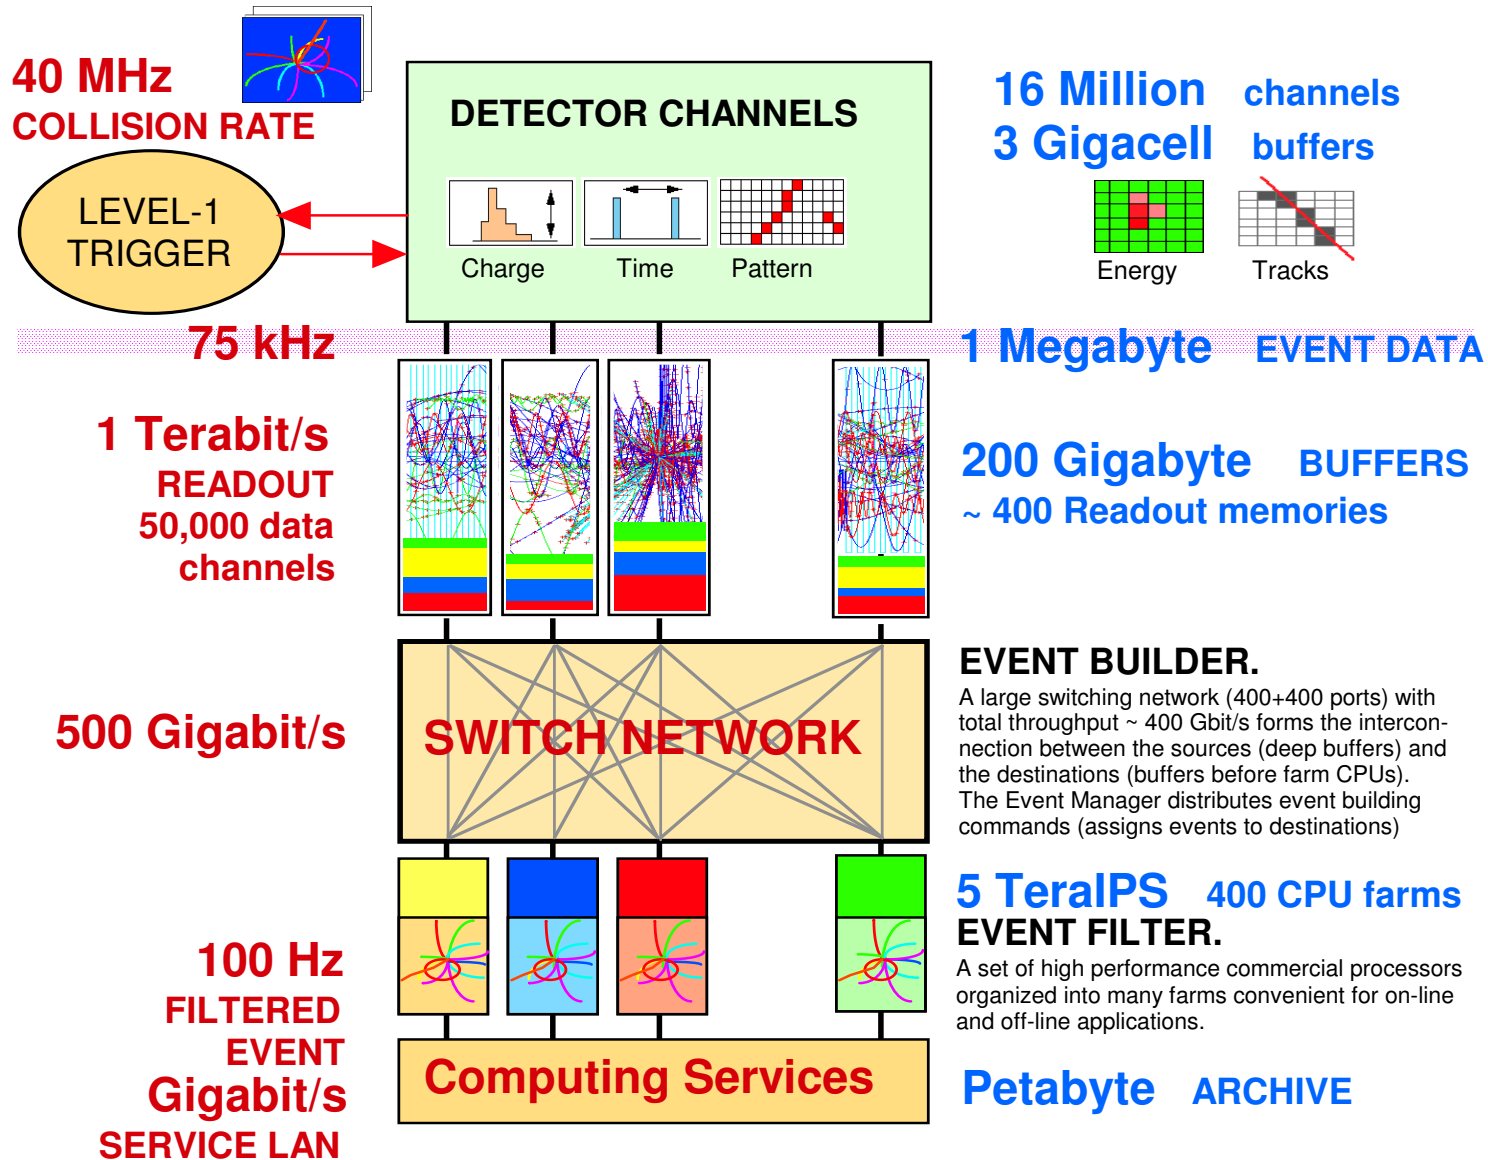 40 MHz
COLLISION RATE
LEVEL-1
TRIGGER
DETECTOR CHANNELS
Charge
Time
Pattern
16 Million channels
3 Gigacell buffers
Energy
Tracks
75 kHz
1 Megabyte EVENT DATA
1 Terabit/s
READOUT
50,000 data
channels
200 Gigabyte BUFFERS
~ 400 Readout memories
500 Gigabit/s
SWITCH NETWORK
EVENT BUILDER.
A large switching network (400+400 ports) with
total throughput ~ 400 Gbit/s forms the intercon-
nection between the sources (deep buffers) and
the destinations (buffers before farm CPUs).
The Event Manager distributes event building
commands (assigns events to destinations)
5 TeraIPS 400 CPU farms
EVENT FILTER.
A set of high performance commercial processors
organized into many farms convenient for on-line
and off-line applications.
100 Hz
FILTERED
EVENT
Gigabit/s
SERVICE LAN
Computing Services
Petabyte ARCHIVE